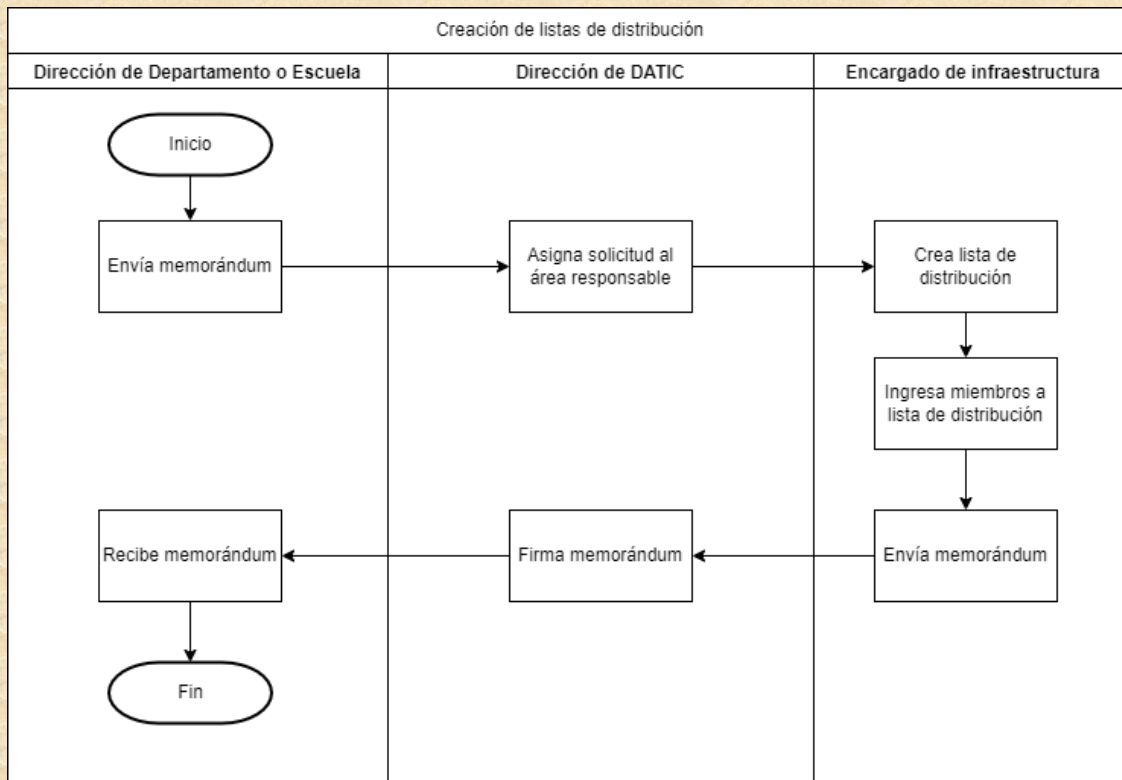 Creación de listas de distribución
Dirección de Departamento o Escuela
Dirección de DATIC
Encargado de infraestructura
Inicio
Envía memorándum
Asigna solicitud al
área responsable
Crea lista de
distribución
Ingresa miembros a
lista de distribución
Envía memorándum
Firma memorándum
Recibe memorándum
Fin